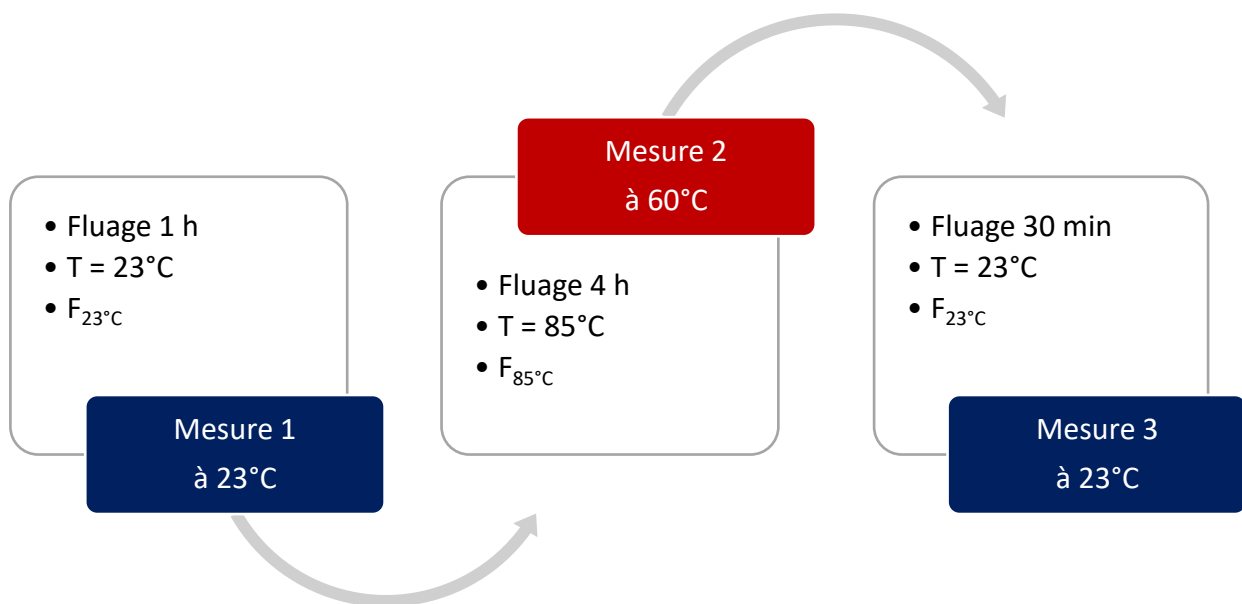 • Fluage 1 h
• T = 23°C
• F23°C
Mesure 1
à 23°C
Mesure 2
à 60°C
• Fluage 4 h
• T = 85°C
• F85°C
• Fluage 30 min
• T = 23°C
• F23°C
Mesure 3
à 23°C